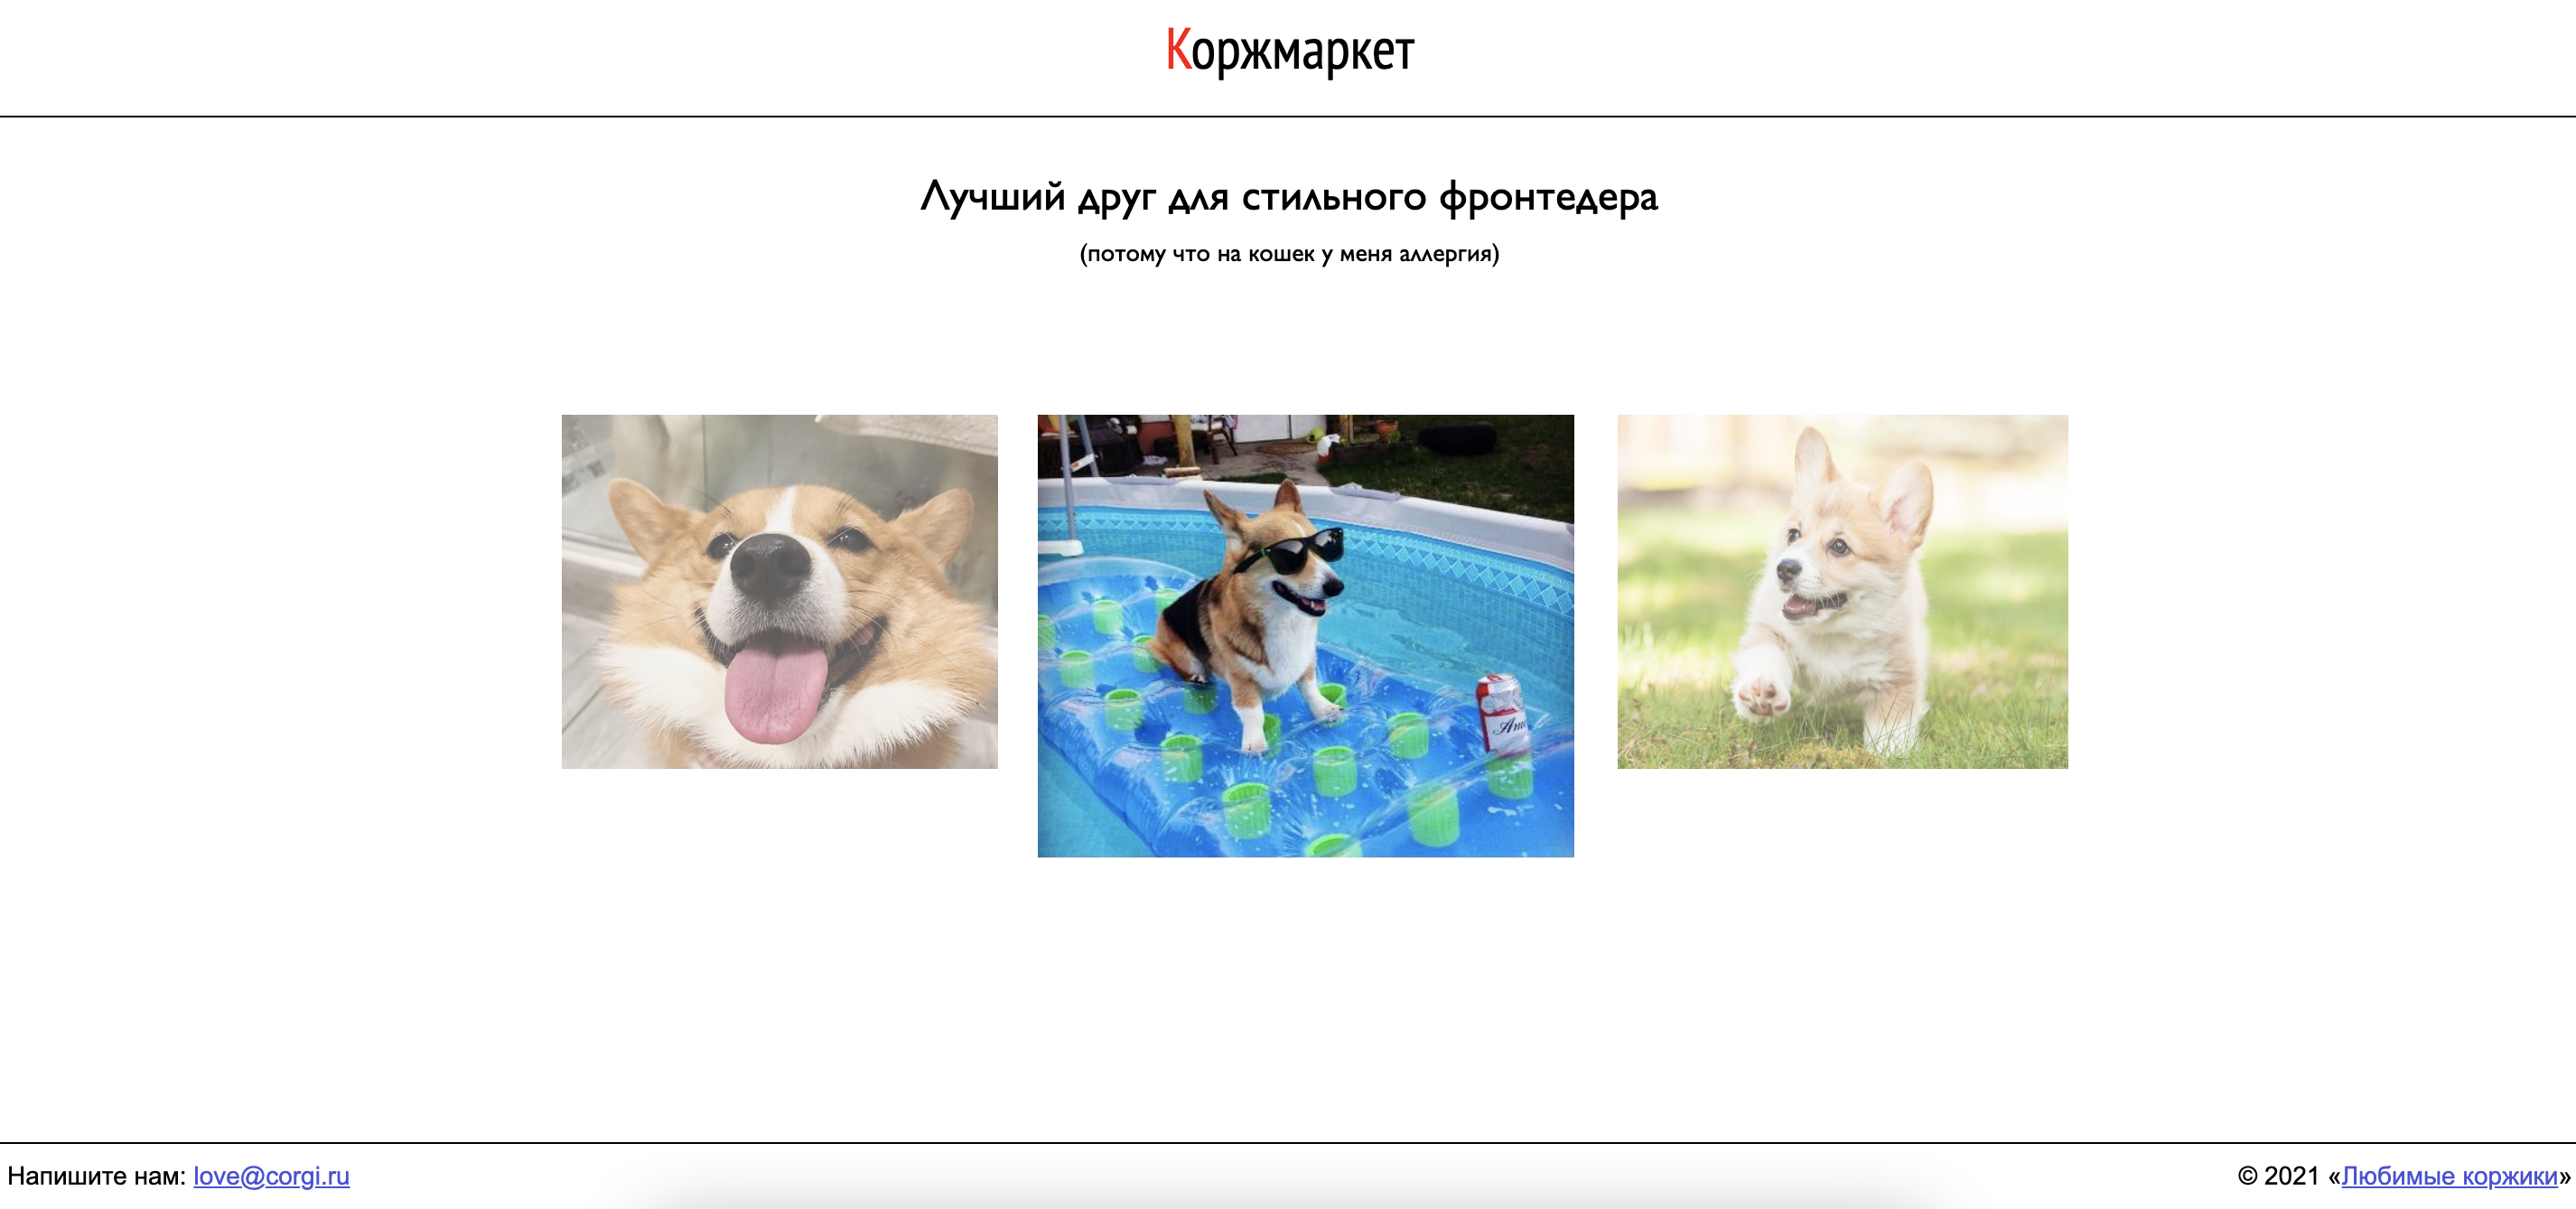 Коржмаркет
Лучший друг для стильного фронтедера
(потому что на кошек у меня аллергия)
Напишите нам: love@corgi.ru
© 2021 «Любимые коржики»